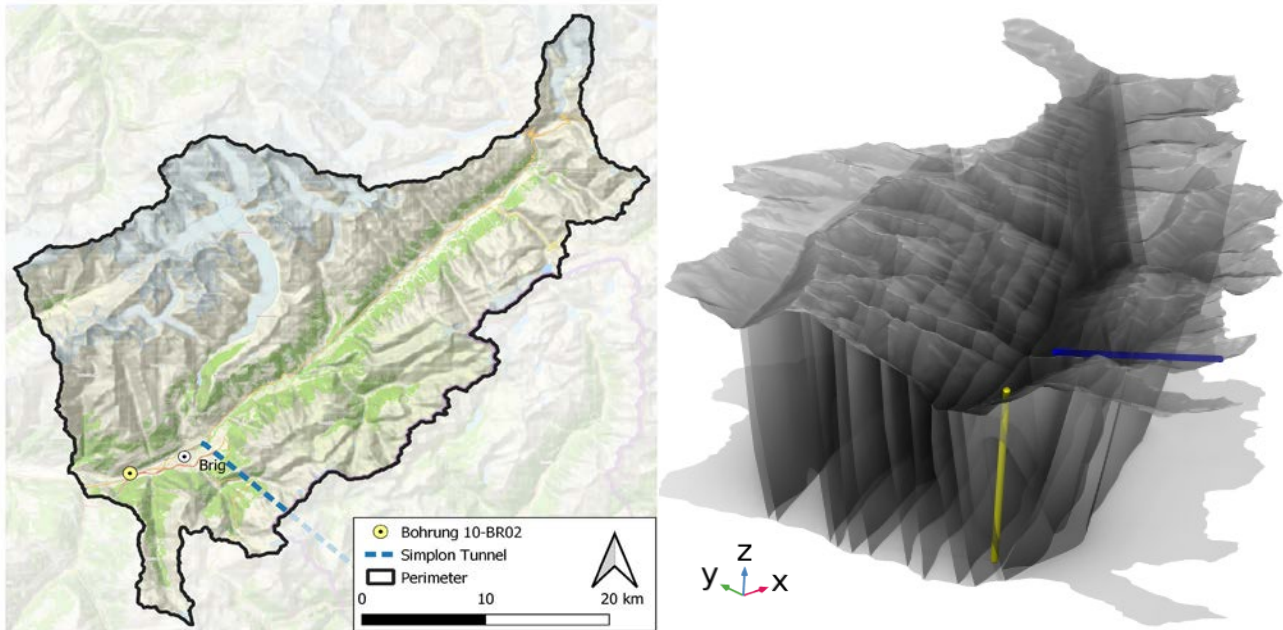 Brig
Bohrung 10-BR02
Simplon Tunnel
Perimeter
0 10 20 km
z
y x